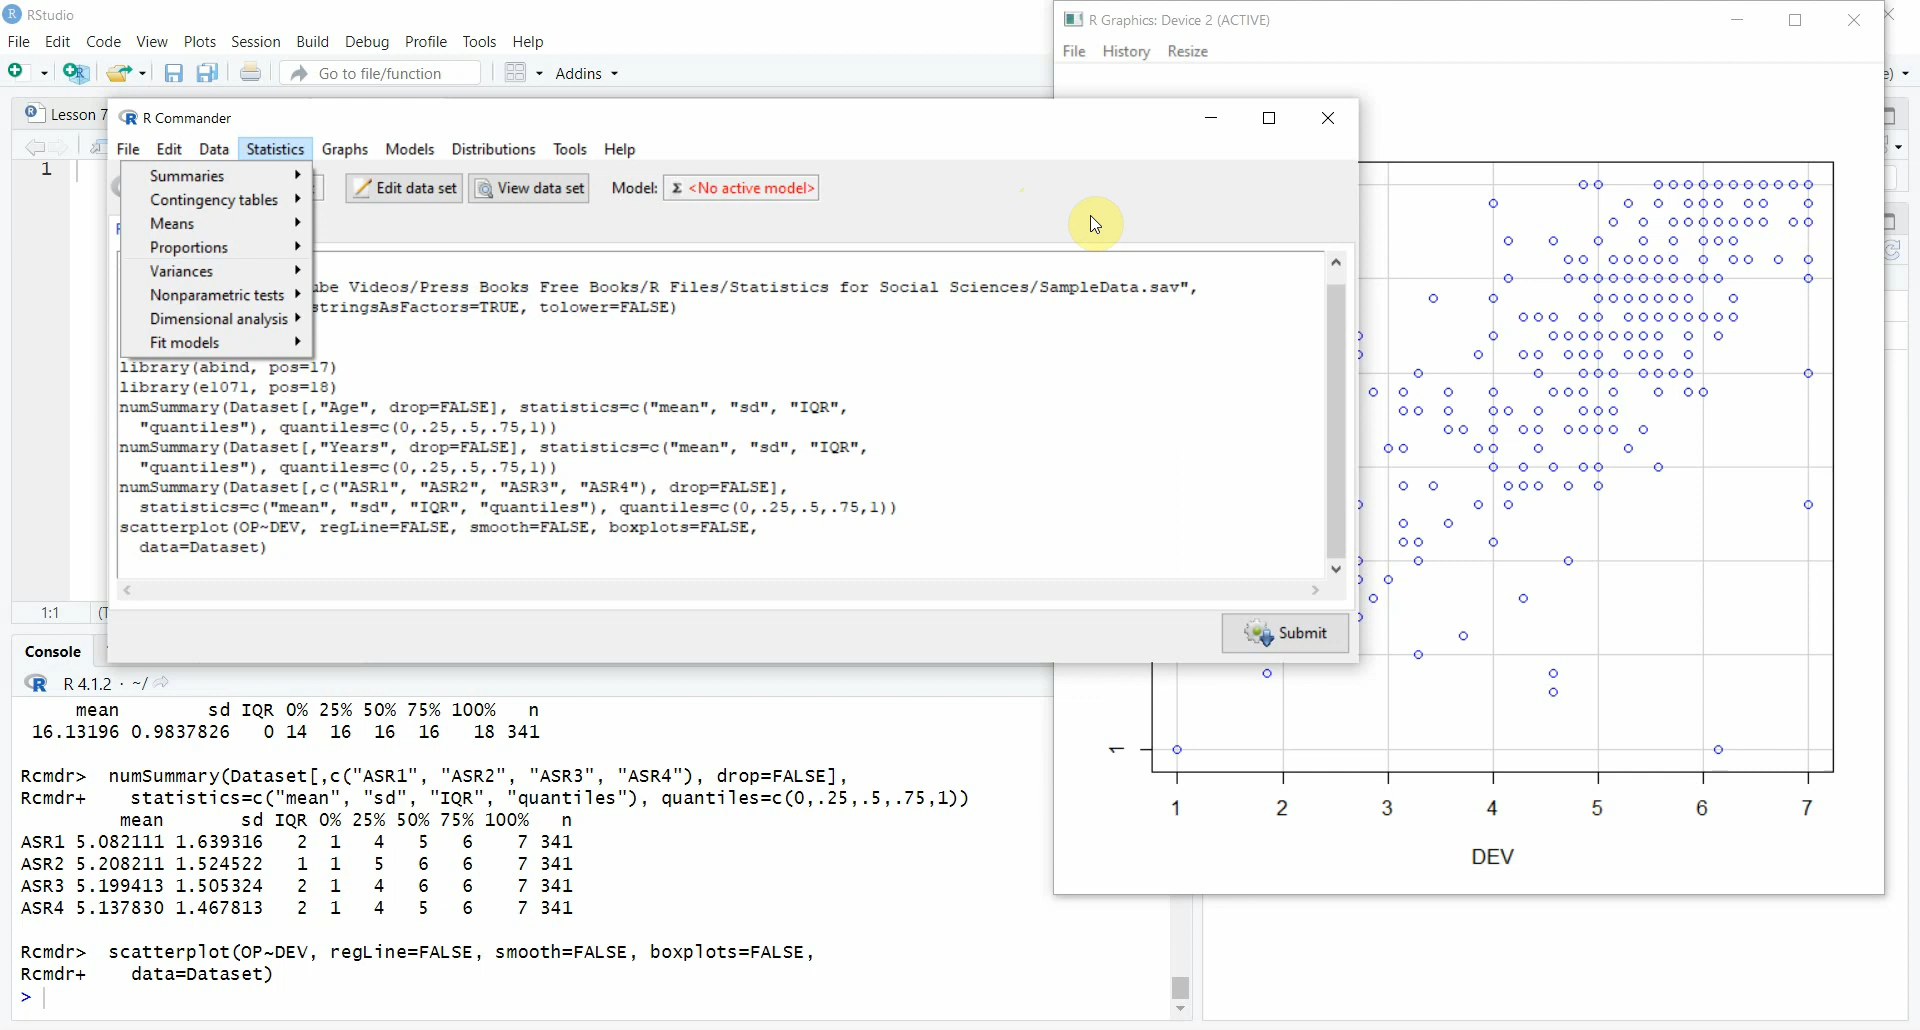 RStudio
File Edit Code View Plots Session Build Debug Profile Tools Help
Go to file/function
Addins
Lesson 7
1
1:1
R Commander
File Edit Data Statistics Graphs Models Distributions Tools Help
Edit data set View data set Model: Σ <No active model>
Summaries
Contingency tables
Means
Proportions
Variances
Nonparametric tests
Dimensional analysis
Fit models
ube Videos/Press Books Free Books/R Files/Statistics for Social Sciences/SampleData.sav",
stringsAsFactors=TRUE, tolower=FALSE)
library(abind, pos=17)
library(e1071, pos=18)
numSummary(Dataset[,"Age", drop=FALSE], statistics=c("mean", "sd", "IQR",
"quantiles"), quantiles=c(0,.25,.5,.75,1))
numSummary(Dataset[,"Years", drop=FALSE], statistics=c("mean", "sd", "IQR",
"quantiles"), quantiles=c(0,.25,.5,.75,1))
numSummary(Dataset[,c("ASR1", "ASR2", "ASR3", "ASR4"), drop=FALSE],
statistics=c("mean", "sd", "IQR", "quantiles"), quantiles=c(0,.25,.5,.75,1))
scatterplot(OP~DEV, regLine=FALSE, smooth=FALSE, boxplots=FALSE,
data=Dataset)
Submit
Console
R 4.1.2 · ~/
mean sd IQR 0% 25% 50% 75% 100% n
16.13196 0.9837826 0 14 16 16 16 18 341
Rcmdr> numSummary(Dataset[,c("ASR1", "ASR2", "ASR3", "ASR4"), drop=FALSE],
Rcmdr+ statistics=c("mean", "sd", "IQR", "quantiles"), quantiles=c(0,.25,.5,.75,1))
mean sd IQR 0% 25% 50% 75% 100% n
ASR1 5.082111 1.639316 2 1 4 5 6 7 341
ASR2 5.208211 1.524522 1 1 5 6 6 7 341
ASR3 5.199413 1.505324 2 1 4 6 6 7 341
ASR4 5.137830 1.467813 2 1 4 5 6 7 341
Rcmdr> scatterplot(OP~DEV, regLine=FALSE, smooth=FALSE, boxplots=FALSE,
Rcmdr+ data=Dataset)
>
R Graphics: Device 2 (ACTIVE)
File History Resize
1
1 2 3 4 5 6 7
DEV